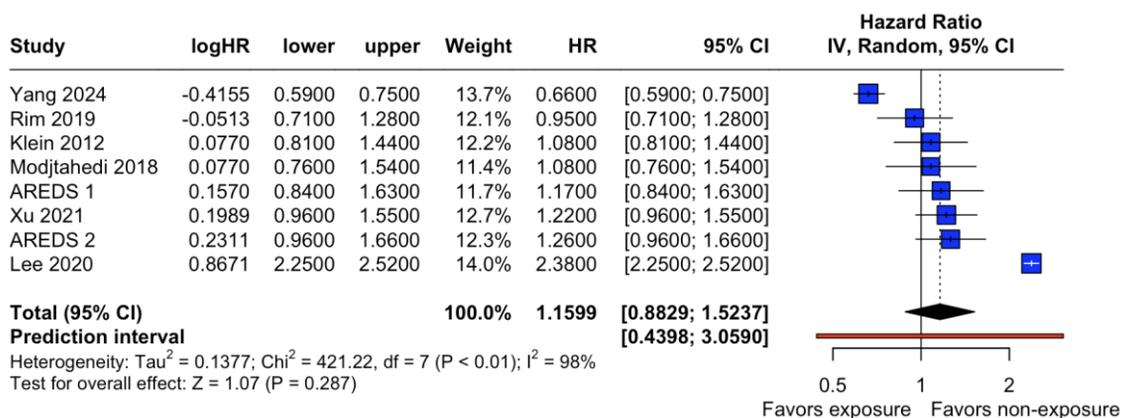 Hazard Ratio
Study logHR lower upper Weight HR 95% CI IV, Random, 95% CI
Yang 2024 -0.4155 0.5900 0.7500 13.7% 0.6600 [0.5900; 0.7500]
Rim 2019 -0.0513 0.7100 1.2800 12.1% 0.9500 [0.7100; 1.2800]
Klein 2012 0.0770 0.8100 1.4400 12.2% 1.0800 [0.8100; 1.4400]
Modjtahedi 2018 0.0770 0.7600 1.5400 11.4% 1.0800 [0.7600; 1.5400]
AREDS 1 0.1570 0.8400 1.6300 11.7% 1.1700 [0.8400; 1.6300]
Xu 2021 0.1989 0.9600 1.5500 12.7% 1.2200 [0.9600; 1.5500]
AREDS 2 0.2311 0.9600 1.6600 12.3% 1.2600 [0.9600; 1.6600]
Lee 2020 0.8671 2.2500 2.5200 14.0% 2.3800 [2.2500; 2.5200]
Total (95% CI) 100.0% 1.1599 [0.8829; 1.5237]
Prediction interval [0.4398; 3.0590]
Heterogeneity: Tau² = 0.1377; Chi² = 421.22, df = 7 (P < 0.01); I² = 98%
Test for overall effect: Z = 1.07 (P = 0.287)
0.5 1 2
Favors exposure Favors non-exposure